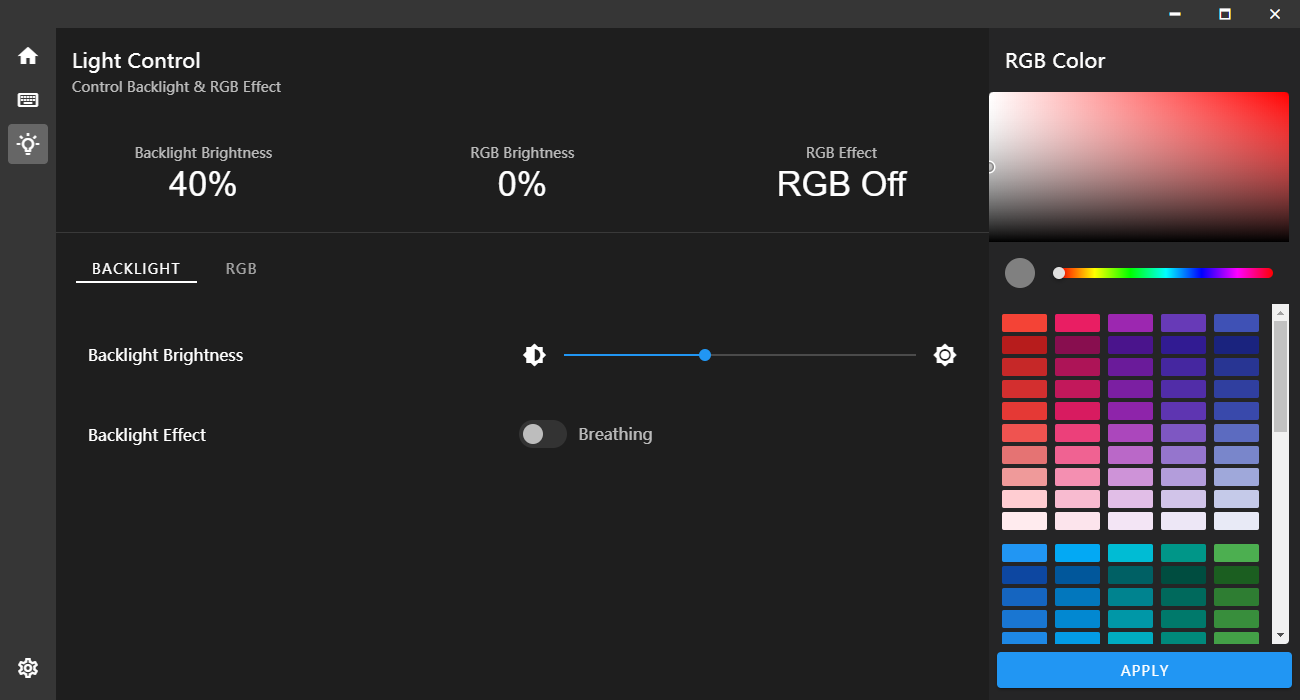 Light Control
Control Backlight & RGB Effect
Backlight Brightness
40%
RGB Brightness
0%
RGB Effect
RGB Off
BACKLIGHT
RGB
Backlight Brightness
Backlight Effect
Breathing
RGB Color
APPLY